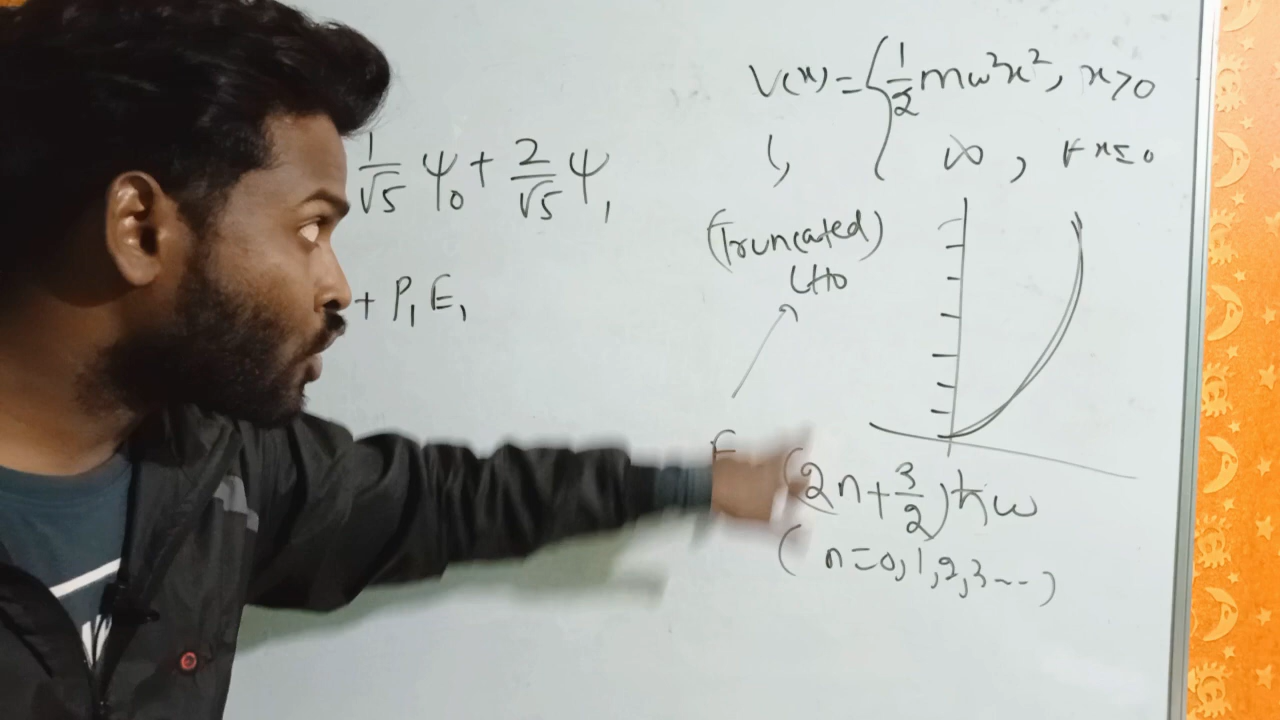 1/√5 ψ₀ + 2/√5 ψ₁
+ P₁E₁
V(x) = { 1/2 mω²x², x>0
∞, x≤0
(Truncated)
LHO
(2n+3/2)ħω
(n=0,1,2,3---)